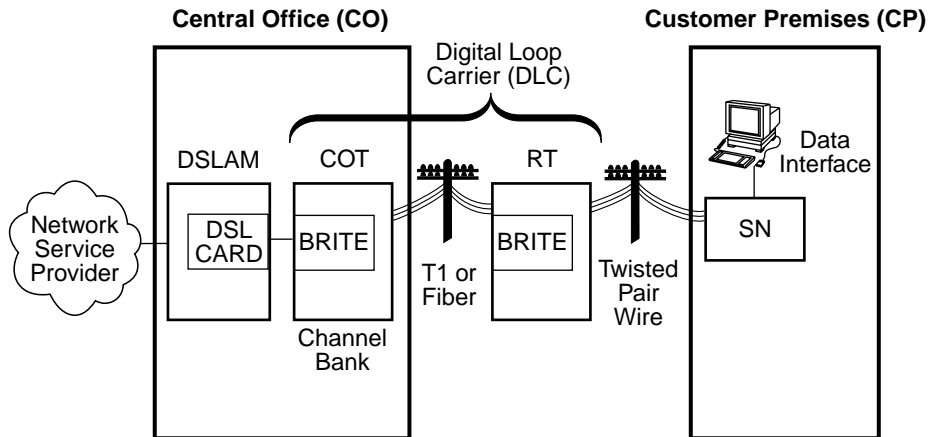 Central Office (CO)
Customer Premises (CP)
Digital Loop
Carrier (DLC)
DSLAM
COT
RT
Data
Interface
Network
Service
Provider
DSL
CARD
BRITE
BRITE
SN
T1 or
Fiber
Twisted
Pair
Wire
Channel
Bank